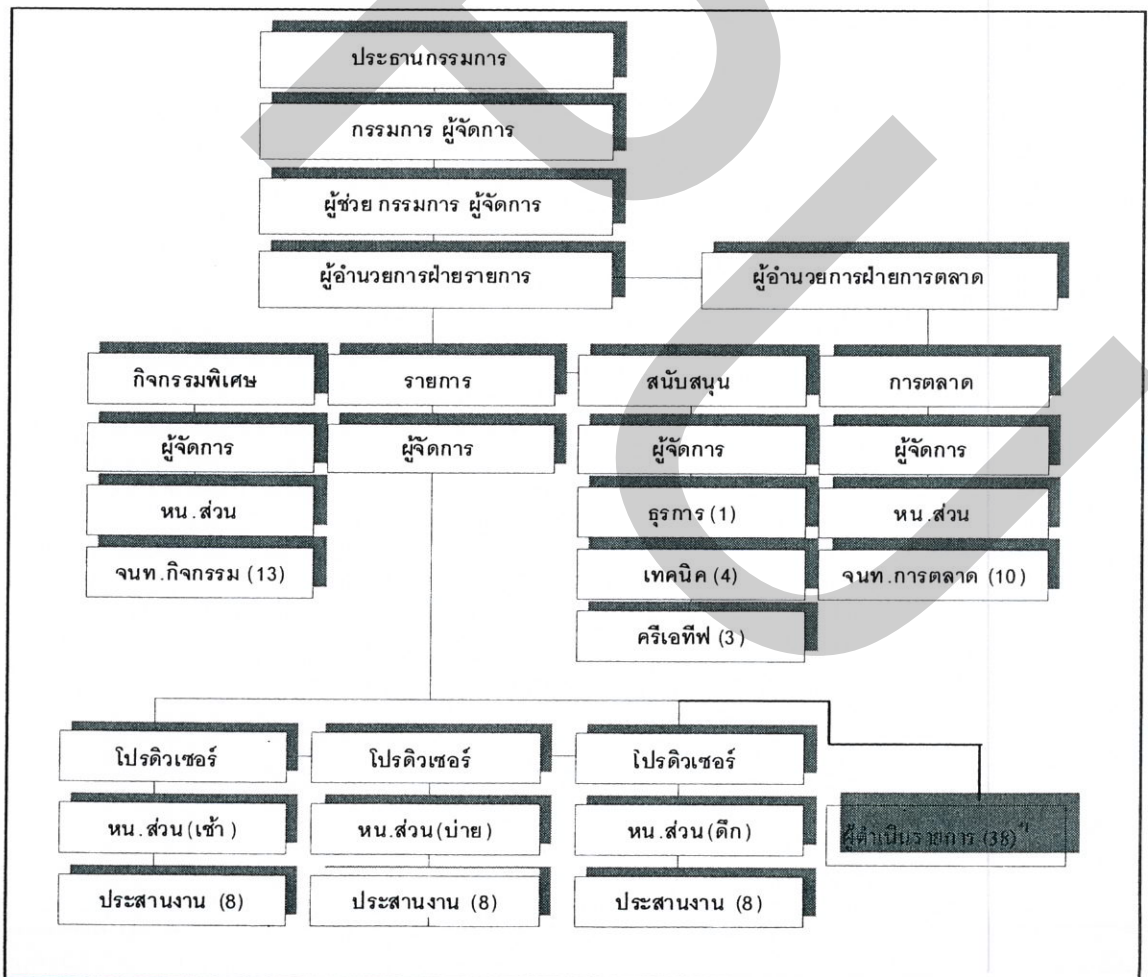 ประธานกรรมการ
กรรมการ ผู้จัดการ
ผู้ช่วย กรรมการ ผู้จัดการ
ผู้อำนวยการฝ่ายรายการ
ผู้อำนวยการฝ่ายการตลาด
กิจกรรมพิเศษ
รายการ
สนับสนุน
การตลาด
ผู้จัดการ
ผู้จัดการ
ผู้จัดการ
ผู้จัดการ
หน.ส่วน
ธุรการ (1)
หน.ส่วน
จนท.กิจกรรม (13)
เทคนิค (4)
จนท.การตลาด (10)
ครีเอทีฟ (3)
โปรดิวเซอร์
โปรดิวเซอร์
โปรดิวเซอร์
หน.ส่วน(เช้า)
หน.ส่วน(บ่าย)
หน.ส่วน(ดึก)
ผู้ดำเนินรายการ (38)
ประสานงาน (8)
ประสานงาน (8)
ประสานงาน (8)